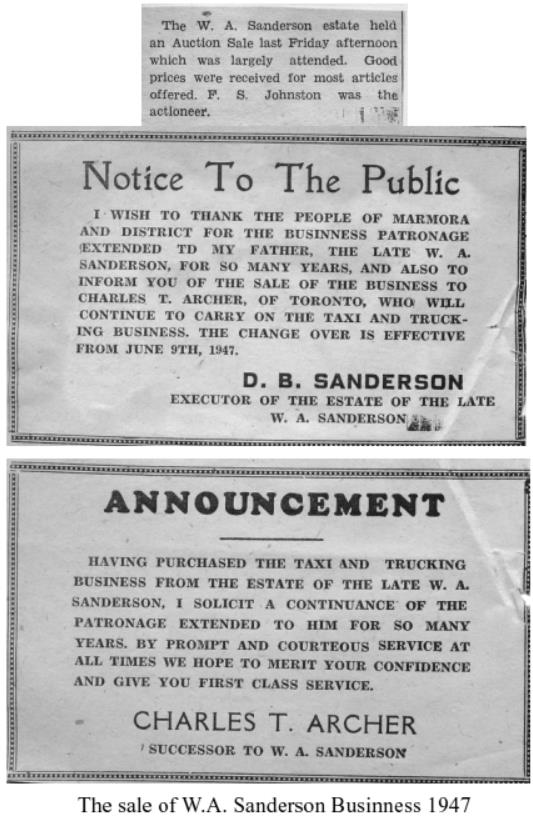 The W. A. Sanderson estate held
an Auction Sale last Friday afternoon
which was largely attended. Good
prices were received for most articles
offered. F. S. Johnston was the
actioneer.
Notice To The Public
I WISH TO THANK THE PEOPLE OF MARMORA
AND DISTRICT FOR THE BUSINNESS PATRONAGE
EXTENDED TD MY FATHER, THE LATE W. A.
SANDERSON, FOR SO MANY YEARS, AND ALSO TO
INFORM YOU OF THE SALE OF THE BUSINESS TO
CHARLES T. ARCHER, OF TORONTO, WHO WILL
CONTINUE TO CARRY ON THE TAXI AND TRUCK-
ING BUSINESS. THE CHANGE OVER IS EFFECTIVE
FROM JUNE 9TH, 1947.
D. B. SANDERSON
EXECUTOR OF THE ESTATE OF THE LATE
W. A. SANDERSON
ANNOUNCEMENT
HAVING PURCHASED THE TAXI AND TRUCKING
BUSINESS FROM THE ESTATE OF THE LATE W. A.
SANDERSON, I SOLICIT A CONTINUANCE OF THE
PATRONAGE EXTENDED TO HIM FOR SO MANY
YEARS. BY PROMPT AND COURTEOUS SERVICE AT
ALL TIMES WE HOPE TO MERIT YOUR CONFIDENCE
AND GIVE YOU FIRST CLASS SERVICE.
CHARLES T. ARCHER
SUCCESSOR TO W. A. SANDERSON
The sale of W.A. Sanderson Businness 1947